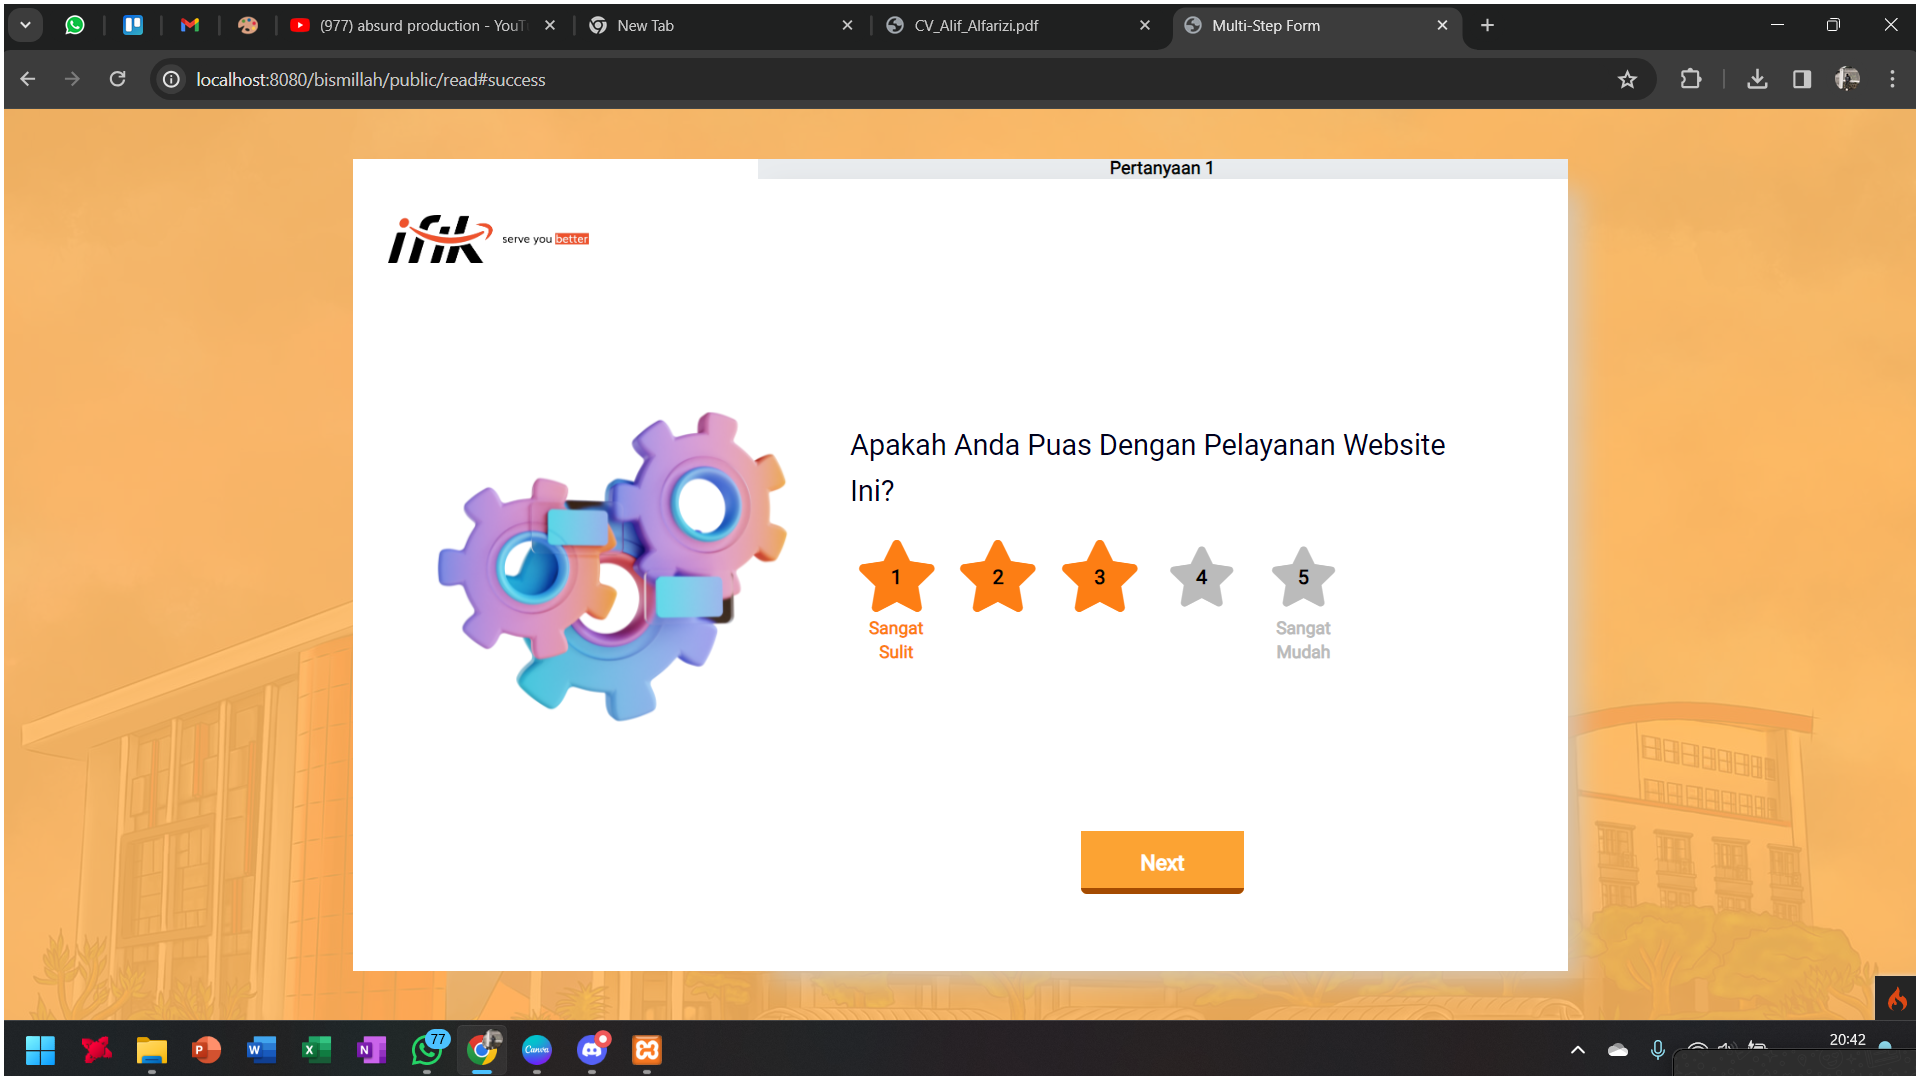 (977) absurd production - YouT
New Tab
CV_Alif_Alfarizi.pdf
Multi-Step Form
localhost:8080/bismillah/public/read#success
Pertanyaan 1
ifik serve you better
Apakah Anda Puas Dengan Pelayanan Website
Ini?
1 2 3 4 5
Sangat Sangat
Sulit Mudah
Next
P W X N 77 Canva
20:42